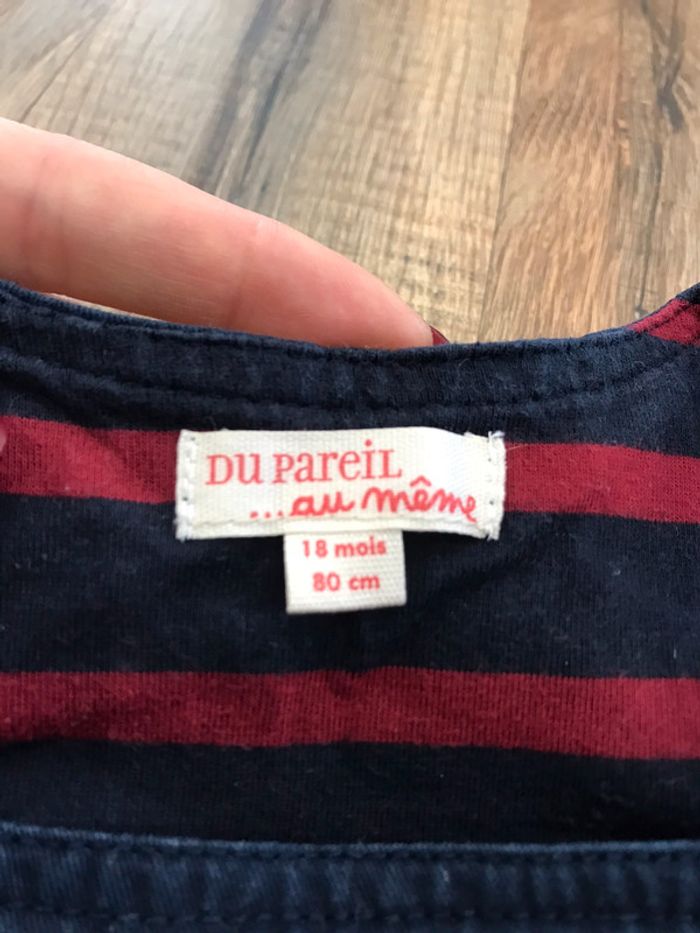 DU PAREIL
...au même
18 mois
80 cm